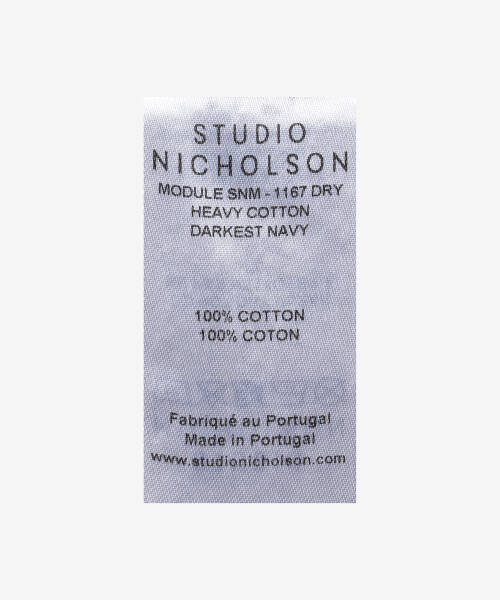 STUDIO
NICHOLSON
MODULE SNM - 1167 DRY
HEAVY COTTON
DARKEST NAVY
100% COTTON
100% COTON
Fabriqué au Portugal
Made in Portugal
www.studionicholson.com